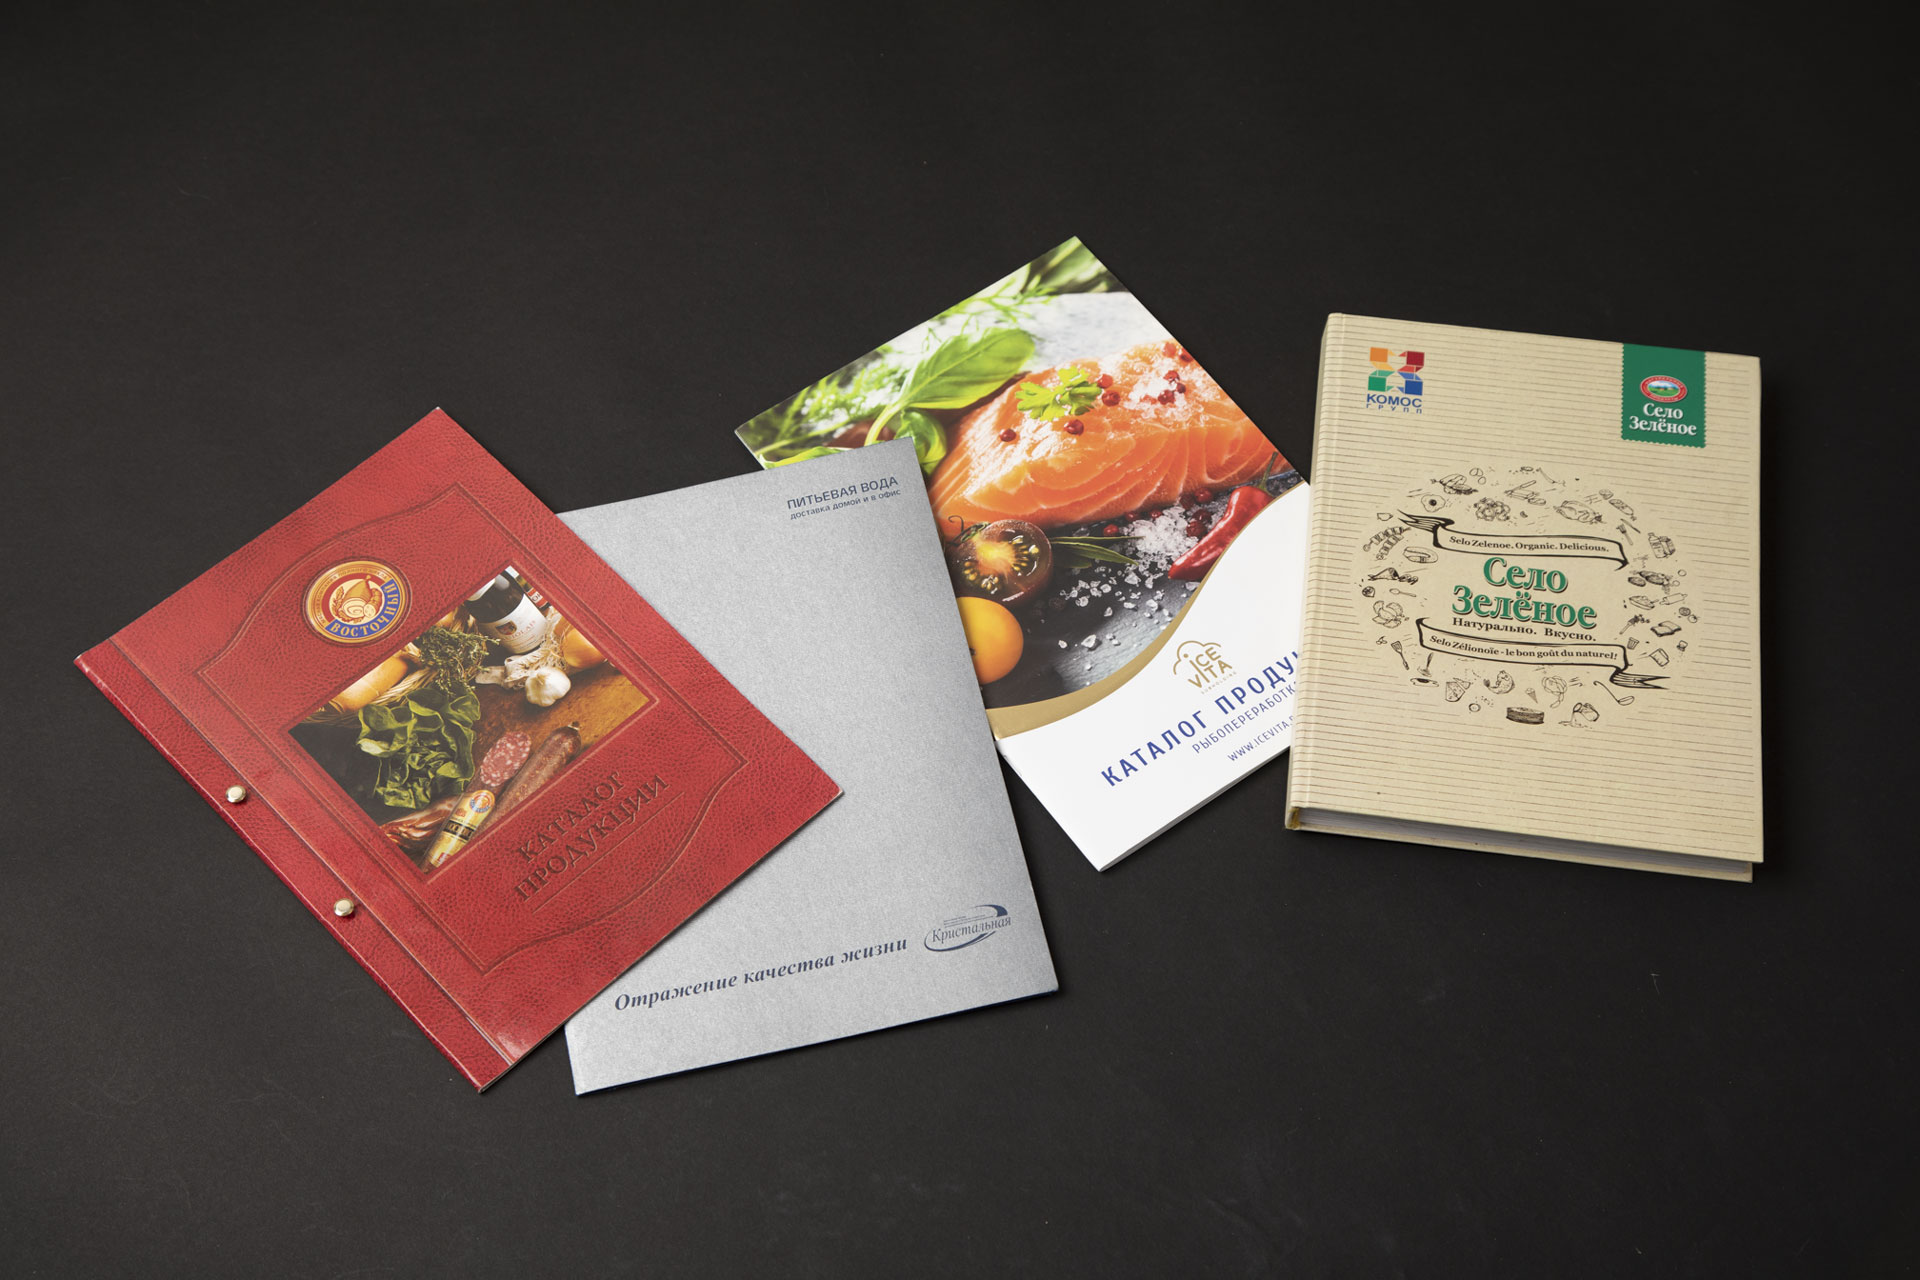 ВОСТОЧНЫЙ
КАТАЛОГ
ПРОДУКЦИИ
ПИТЬЕВАЯ ВОДА
доставка домой и в офис
Отражение качества жизни
Кристальная
ICE
VITA
КАТАЛОГ ПРОДУ
РЫБОПЕРЕРАБОТК
WWW.ICEVITA.
КОМОС
ГРУПП
Село
Зелёное
Selo Zelenoe. Organic. Delicious.
Село
Зелёное
Натурально. Вкусно.
Selo Zélionoïe - le bon goût du naturel!